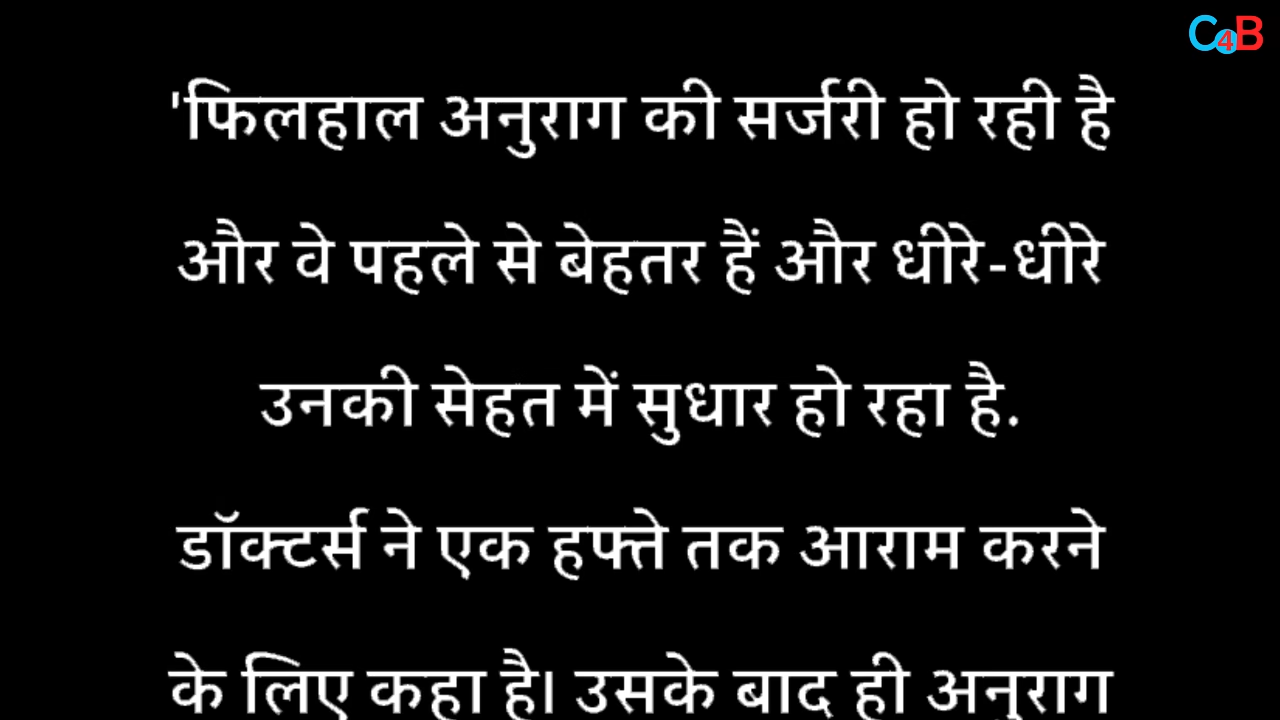 C4B
'फिलहाल अनुराग की सर्जरी हो रही है
और वे पहले से बेहतर हैं और धीरे-धीरे
उनकी सेहत में सुधार हो रहा है.
डॉक्टर्स ने एक हफ्ते तक आराम करने
के लिए कहा है। उसके बाद ही अनुराग